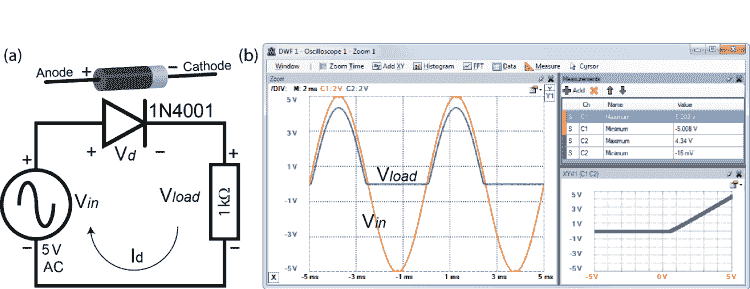 (a)
Anode + − Cathode
1N4001
+ Vd −
+
Vin
−
5V
AC
Id
+
Vload
1kΩ
−
(b)
DWF 1 - Oscilloscope 1 - Zoom 1
Window Zoom Time Add XY Histogram FFT Data Measure Cursor
Zoom
/DIV: M: 2 ms C1: 2 V C2: 2 V
Y1
5 V
3 V
1 V
-1 V
-3 V
-5 V
Vload
Vin
X
-5 ms -3 ms -1 ms 1 ms 3 ms 5 ms
Measurements
Add
Ch Name Value
S C1 Maximum
S C1 Minimum -5.008 V
S C2 Maximum 4.34 V
S C2 Minimum -15 mV
XY#1 (C1 C2)
5 V
3 V
1 V
-1 V
-3 V
-5 V
-5 V 0 V 5 V